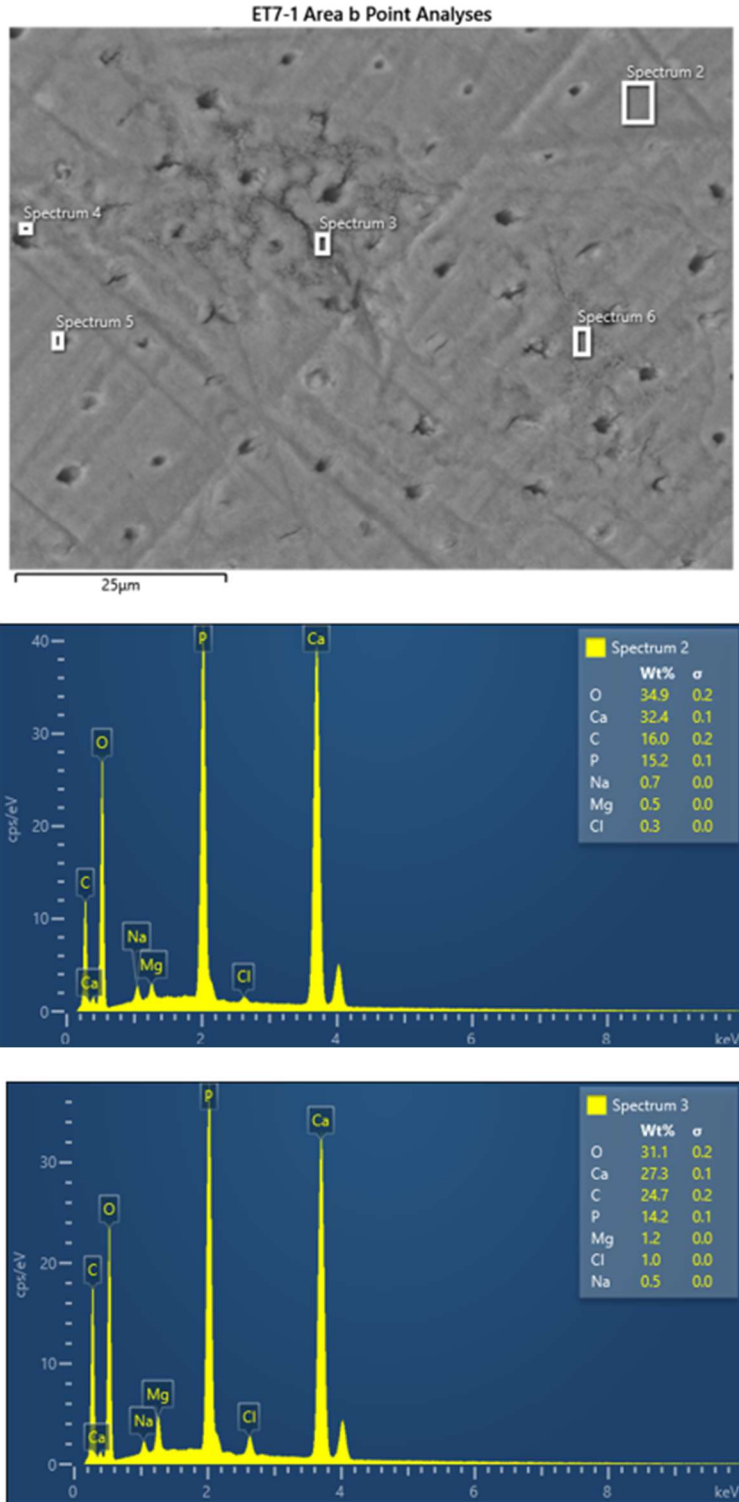 ET7-1 Area b Point Analyses
Spectrum 2
Spectrum 4
Spectrum 3
Spectrum 5
Spectrum 6
25µm
40
30
20
10
0
cps/eV
P
Ca
O
C
Na
Mg
Ca
Cl
0 2 4 6 8 keV
Spectrum 2
Wt% σ
O 34.9 0.2
Ca 32.4 0.1
C 16.0 0.2
P 15.2 0.1
Na 0.7 0.0
Mg 0.5 0.0
Cl 0.3 0.0
30
20
10
0
cps/eV
P
Ca
O
C
Mg
Na
Cl
Ca
0 2 4 6 8 keV
Spectrum 3
Wt% σ
O 31.1 0.2
Ca 27.3 0.1
C 24.7 0.2
P 14.2 0.1
Mg 1.2 0.0
Cl 1.0 0.0
Na 0.5 0.0